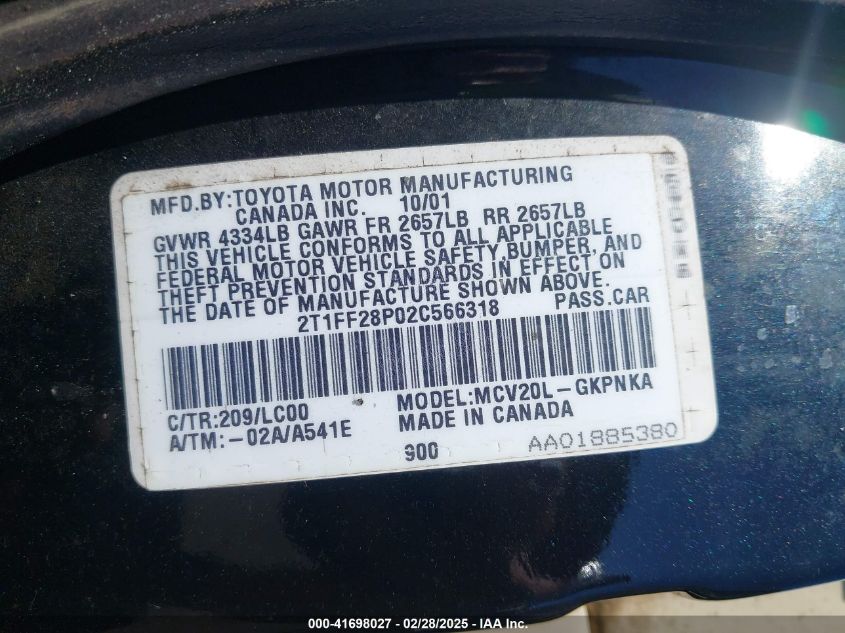 MFD.BY:TOYOTA MOTOR MANUFACTURING
CANADA INC. 10/01
GVWR 4334LB GAWR FR 2657LB RR 2657LB
THIS VEHICLE CONFORMS TO ALL APPLICABLE
FEDERAL MOTOR VEHICLE SAFETY,BUMPER, AND
THEFT PREVENTION STANDARDS IN EFFECT ON
THE DATE OF MANUFACTURE SHOWN ABOVE.
2T1FF28P02C566318 PASS.CAR
C/TR:209/LC00 MODEL:MCV20L-GKPNKA
A/TM:-02A/A541E MADE IN CANADA
900 AA01885380
000-41698027 - 02/28/2025 - IAA Inc.